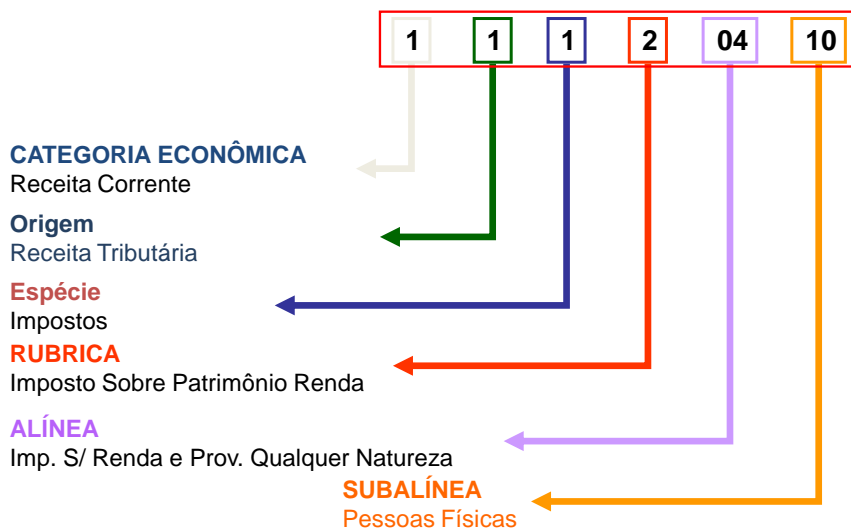 1 1 1 2 04 10
CATEGORIA ECONÔMICA
Receita Corrente
Origem
Receita Tributária
Espécie
Impostos
RUBRICA
Imposto Sobre Patrimônio Renda
ALÍNEA
Imp. S/ Renda e Prov. Qualquer Natureza
SUBALÍNEA
Pessoas Físicas